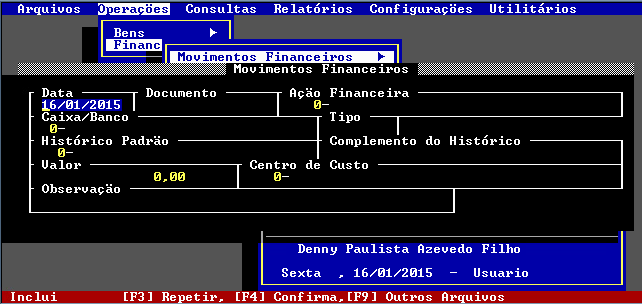 Arquivos Operações Consultas Relatórios Configurações Utilitários
Bens
Financ
Movimentos Financeiros
Movimentos Financeiros
Data Documento Ação Financeira
16/01/2015 0-
Caixa/Banco Tipo
0-
Histórico Padrão Complemento do Histórico
0-
Valor Centro de Custo
0,00 0-
Observação
Denny Paulista Azevedo Filho
Sexta , 16/01/2015 - Usuario
Inclui [F3] Repetir, [F4] Confirma,[F9] Outros Arquivos